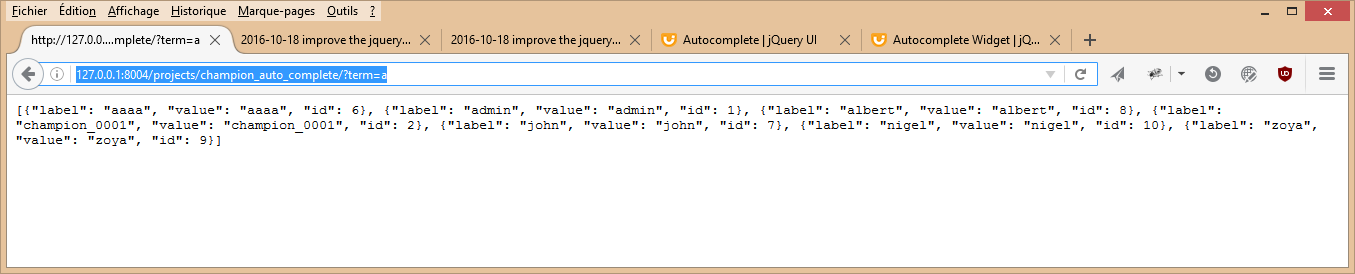 Fichier Édition Affichage Historique Marque-pages Outils ?
http://127.0.0....mplete/?term=a 2016-10-18 improve the jquery... 2016-10-18 improve the jquery... Autocomplete | jQuery UI Autocomplete Widget | jQ...
127.0.0.1:8004/projects/champion_auto_complete/?term=a
[{"label": "aaaa", "value": "aaaa", "id": 6}, {"label": "admin", "value": "admin", "id": 1}, {"label": "albert", "value": "albert", "id": 8}, {"label":
"champion_0001", "value": "champion_0001", "id": 2}, {"label": "john", "value": "john", "id": 7}, {"label": "nigel", "value": "nigel", "id": 10}, {"label": "zoya",
"value": "zoya", "id": 9}]